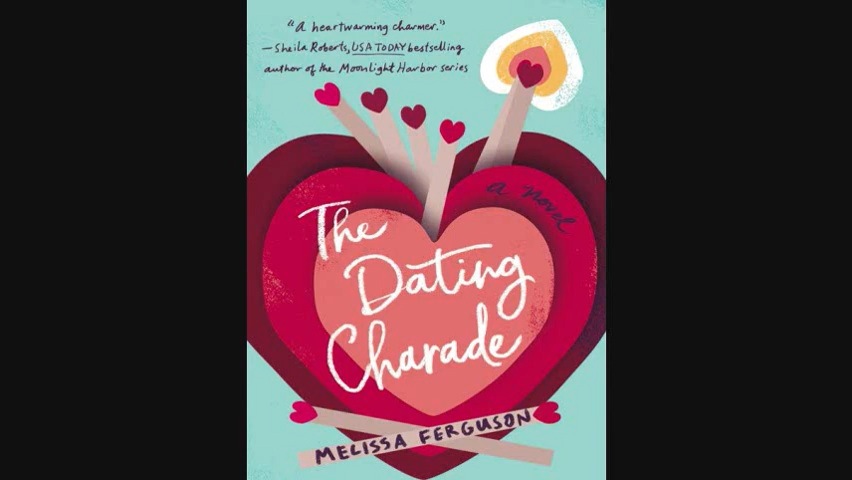 "A heartwarming charmer."
—Sheila Roberts, USA TODAY bestselling
author of the Moonlight Harbor series
a novel
The
Dating
Charade
MELISSA FERGUSON